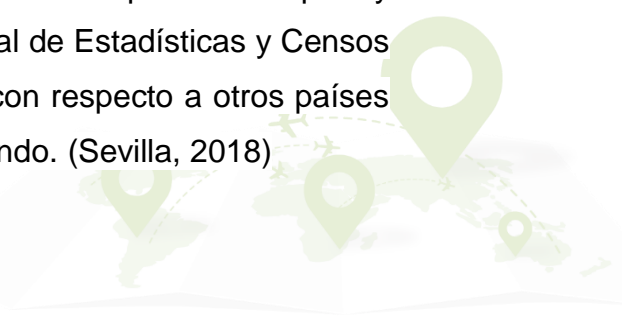 al de Estadísticas y Censos
con respecto a otros países
ndo. (Sevilla, 2018)